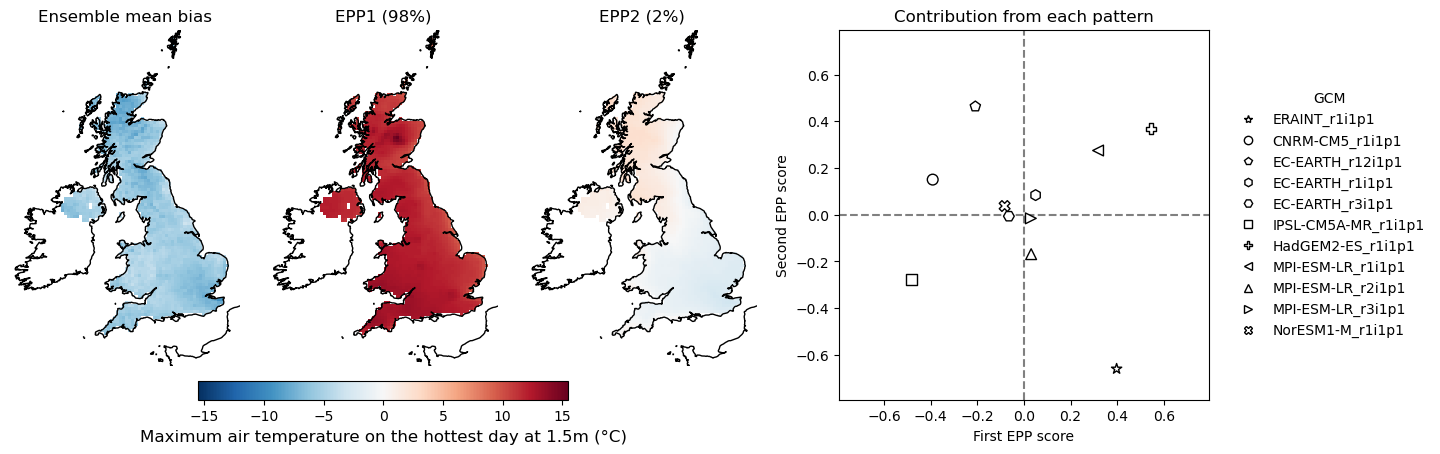 Ensemble mean bias
EPP1 (98%)
EPP2 (2%)
−15 −10 −5 0 5 10 15
Maximum air temperature on the hottest day at 1.5m (°C)
Contribution from each pattern
Second EPP score
0.6
0.4
0.2
0.0
−0.2
−0.4
−0.6
−0.6 −0.4 −0.2 0.0 0.2 0.4 0.6
First EPP score
GCM
ERAINT_r1i1p1
CNRM-CM5_r1i1p1
EC-EARTH_r12i1p1
EC-EARTH_r1i1p1
EC-EARTH_r3i1p1
IPSL-CM5A-MR_r1i1p1
HadGEM2-ES_r1i1p1
MPI-ESM-LR_r1i1p1
MPI-ESM-LR_r2i1p1
MPI-ESM-LR_r3i1p1
NorESM1-M_r1i1p1